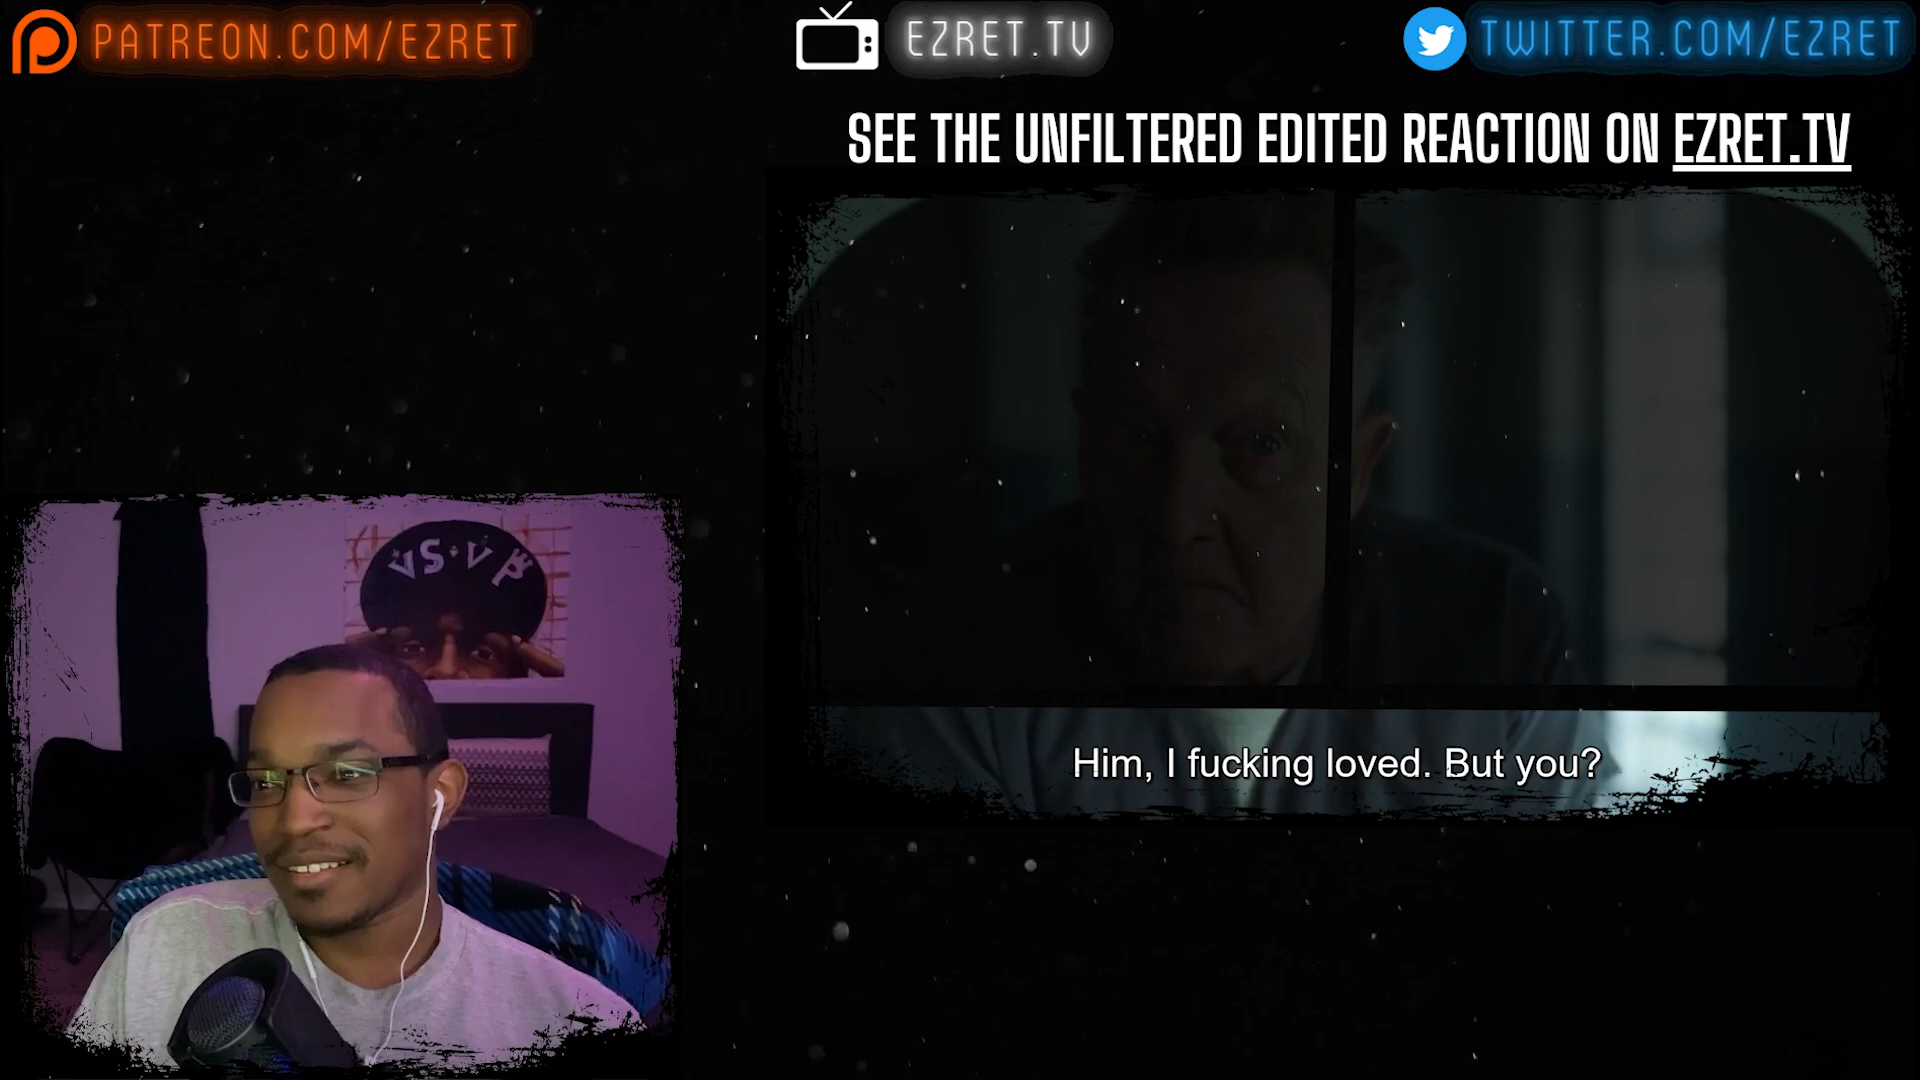 PATREON.COM/EZRET
EZRET.TV
TWITTER.COM/EZRET
SEE THE UNFILTERED EDITED REACTION ON EZRET.TV
VSVP
Him, I fucking loved. But you?